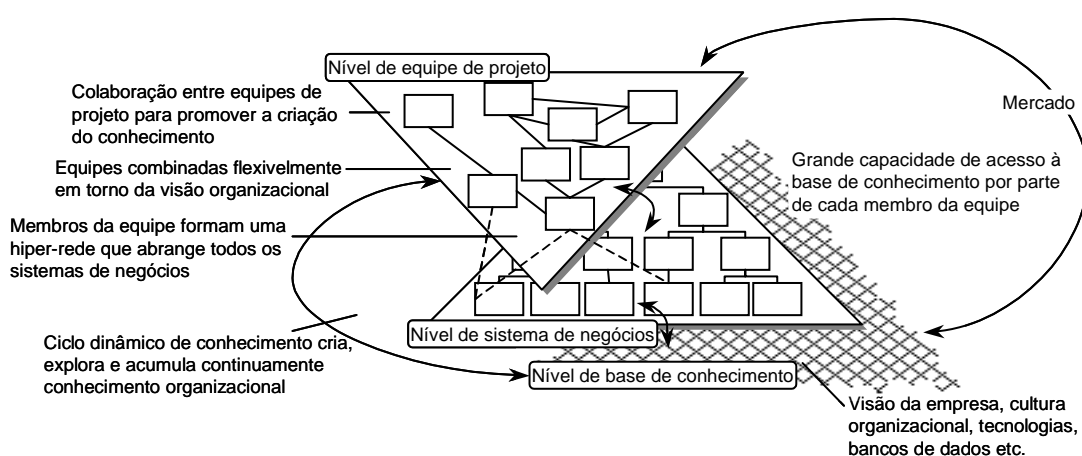 Nível de equipe de projeto
Colaboração entre equipes de
projeto para promover a criação
do conhecimento
Equipes combinadas flexivelmente
em torno da visão organizacional
Membros da equipe formam uma
hiper-rede que abrange todos os
sistemas de negócios
Ciclo dinâmico de conhecimento cria,
explora e acumula continuamente
conhecimento organizacional
Mercado
Grande capacidade de acesso à
base de conhecimento por parte
de cada membro da equipe
Nível de sistema de negócios
Nível de base de conhecimento
Visão da empresa, cultura
organizacional, tecnologias,
bancos de dados etc.